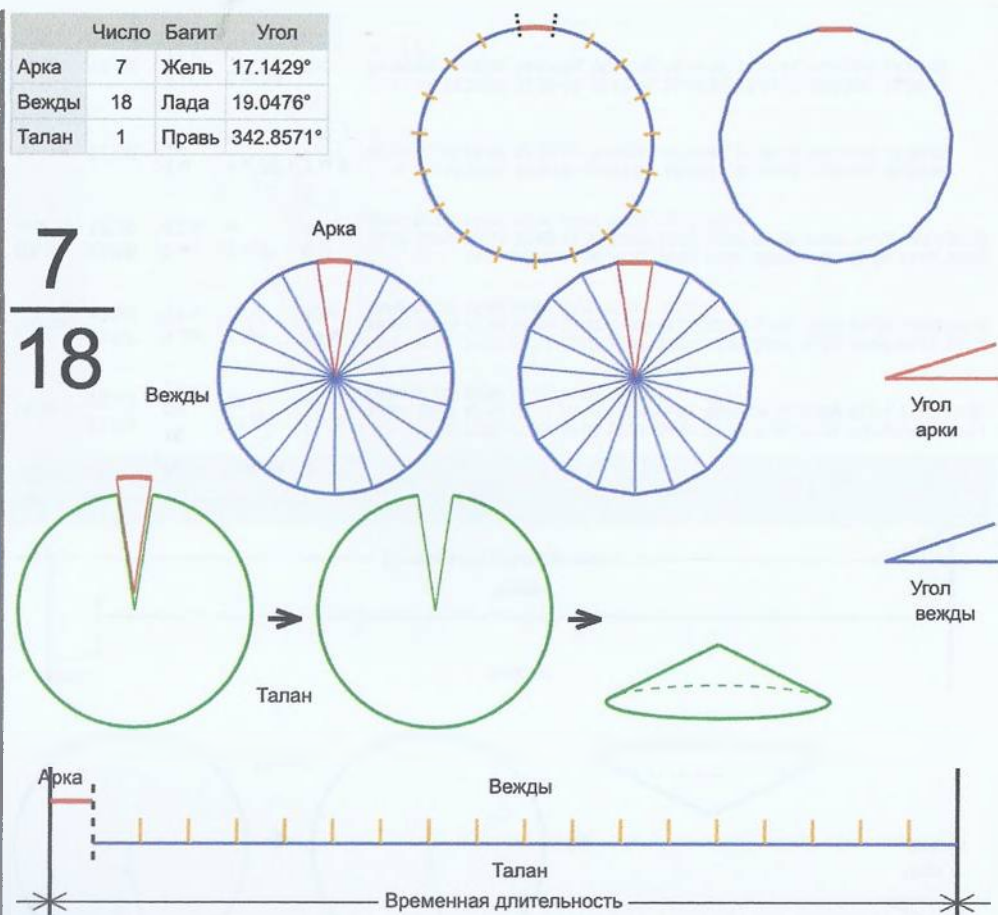 Число Багит Угол
Арка 7 Жель 17.1429°
Вежды 18 Лада 19.0476°
Талан 1 Правь 342.8571°
7
18
Арка
Вежды
Угол
арки
Угол
вежды
Талан
Арка
Вежды
Талан
Временная длительность